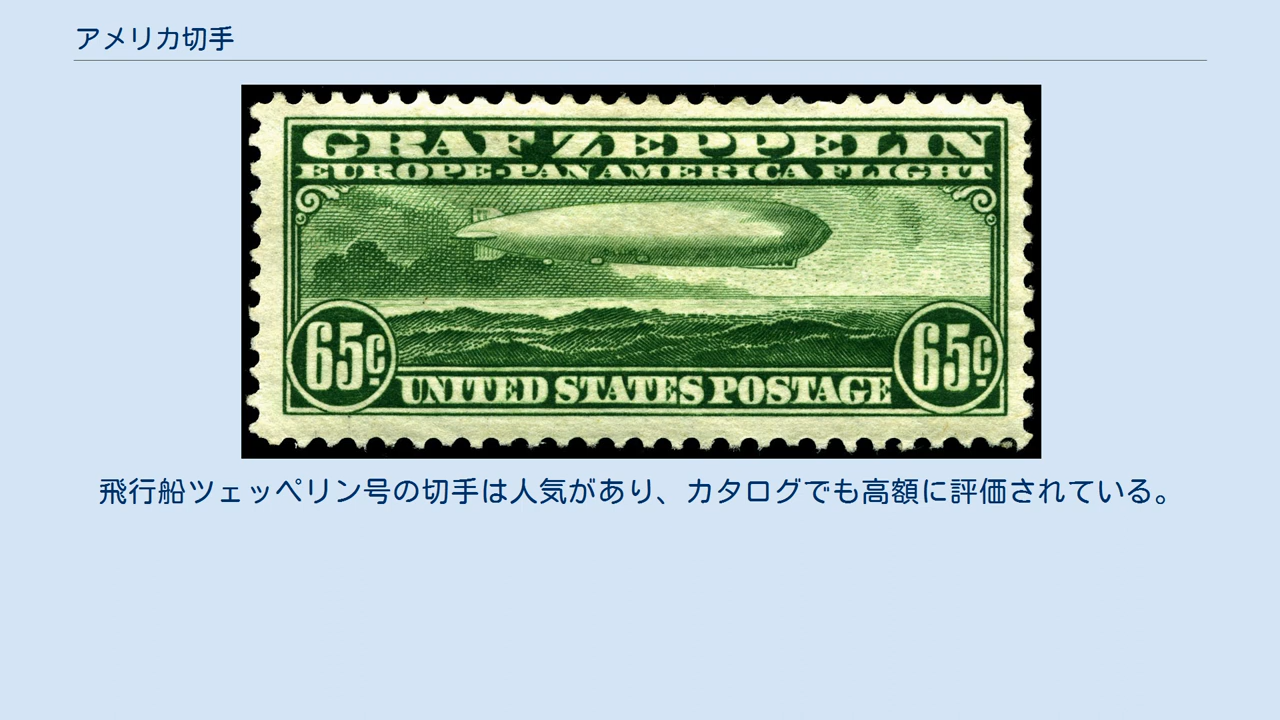 アメリカ切手
GRAF ZEPPELIN
EUROPE-PAN AMERICA FLIGHT
65¢ 65¢
UNITED STATES POSTAGE
飛行船ツェッペリン号の切手は人気があり、カタログでも高額に評価されている。